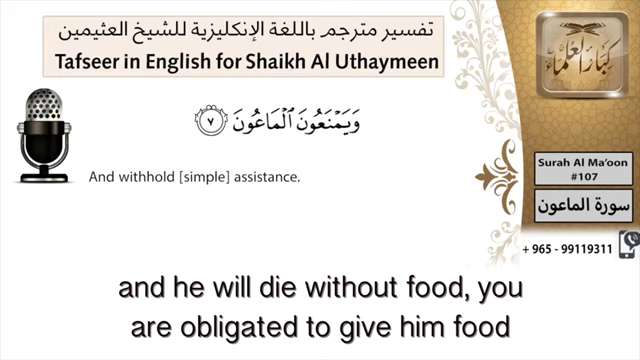 تفسير مترجم باللغة الإنكليزية للشيخ العثيمين
Tafseer in English for Shaikh Al Uthaymeen
كبار العلماء
وَيَمْنَعُونَ ٱلْمَاعُونَ ٧
And withhold [simple] assistance.
Surah Al Ma'oon
#107
سورة الماعون
+ 965 - 99119311
and he will die without food, you
are obligated to give him food